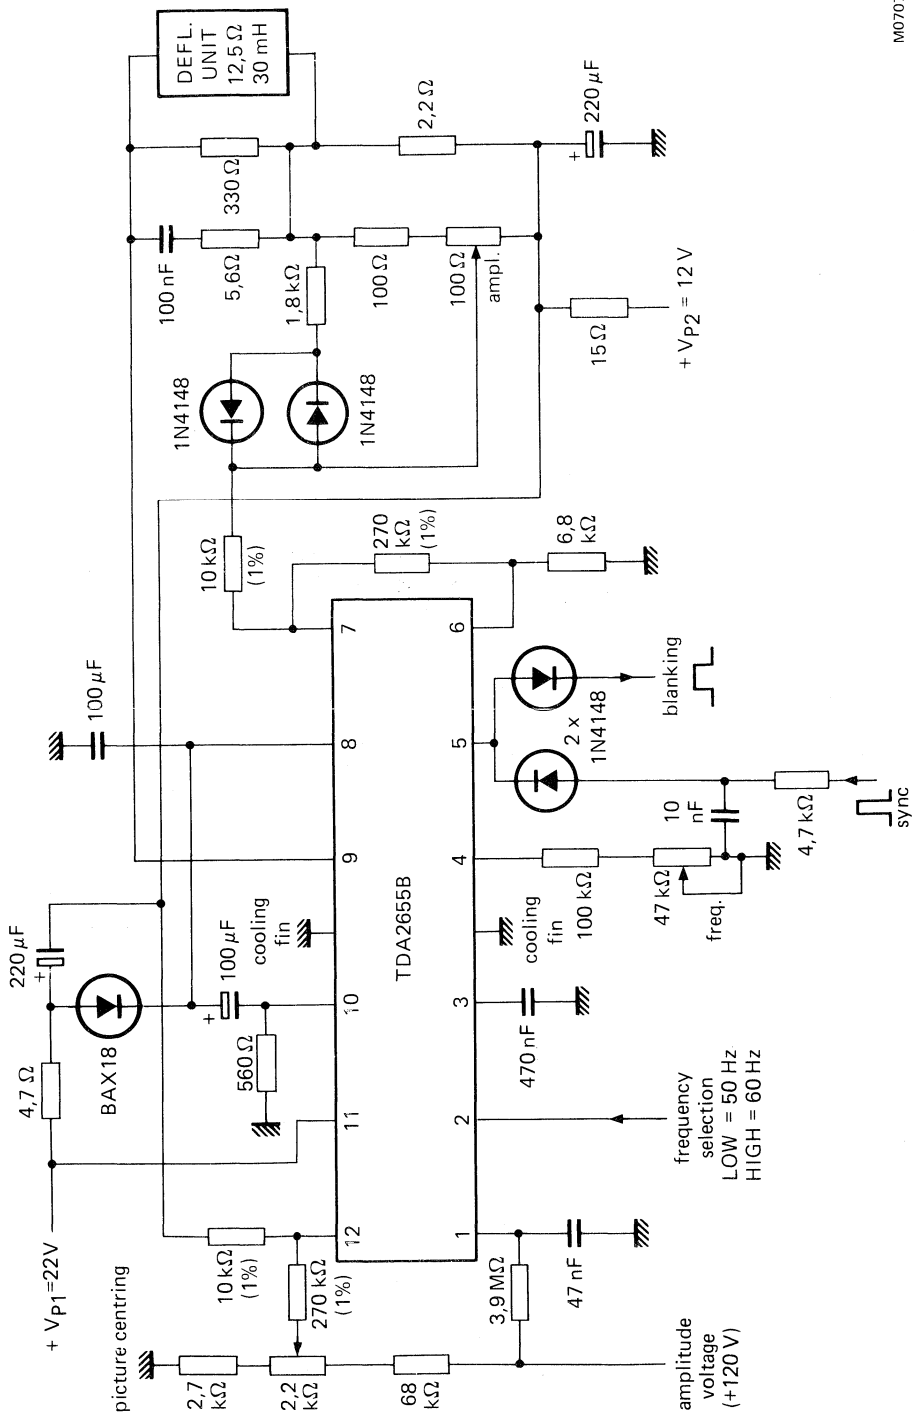 M070
DEFL.
UNIT
12,5 Ω
30 mH
330 Ω
2,2 Ω
+
220 µF
100 nF
5,6Ω
1,8 kΩ
100Ω
100Ω
ampl.
15Ω
+ VP2 = 12 V
1N4148
1N4148
10 kΩ
(1%)
270
kΩ
(1%)
6,8
kΩ
100 µF
7
6
8
5
9
4
TDA2655B
10
3
11
2
12
1
2 x
1N4148
blanking
10
nF
4,7 kΩ
sync
100 kΩ
47 kΩ
freq.
cooling
fin
cooling
fin
220 µF
+
BAX18
4,7 Ω
+
100 µF
560 Ω
470 nF
frequency
selection
LOW = 50 Hz
HIGH = 60 Hz
+ VP1=22V
10 kΩ
(1%)
270 kΩ
(1%)
3,9 MΩ
47 nF
picture centring
2,7
kΩ
2,2
kΩ
68
kΩ
amplitude
voltage
(+120 V)